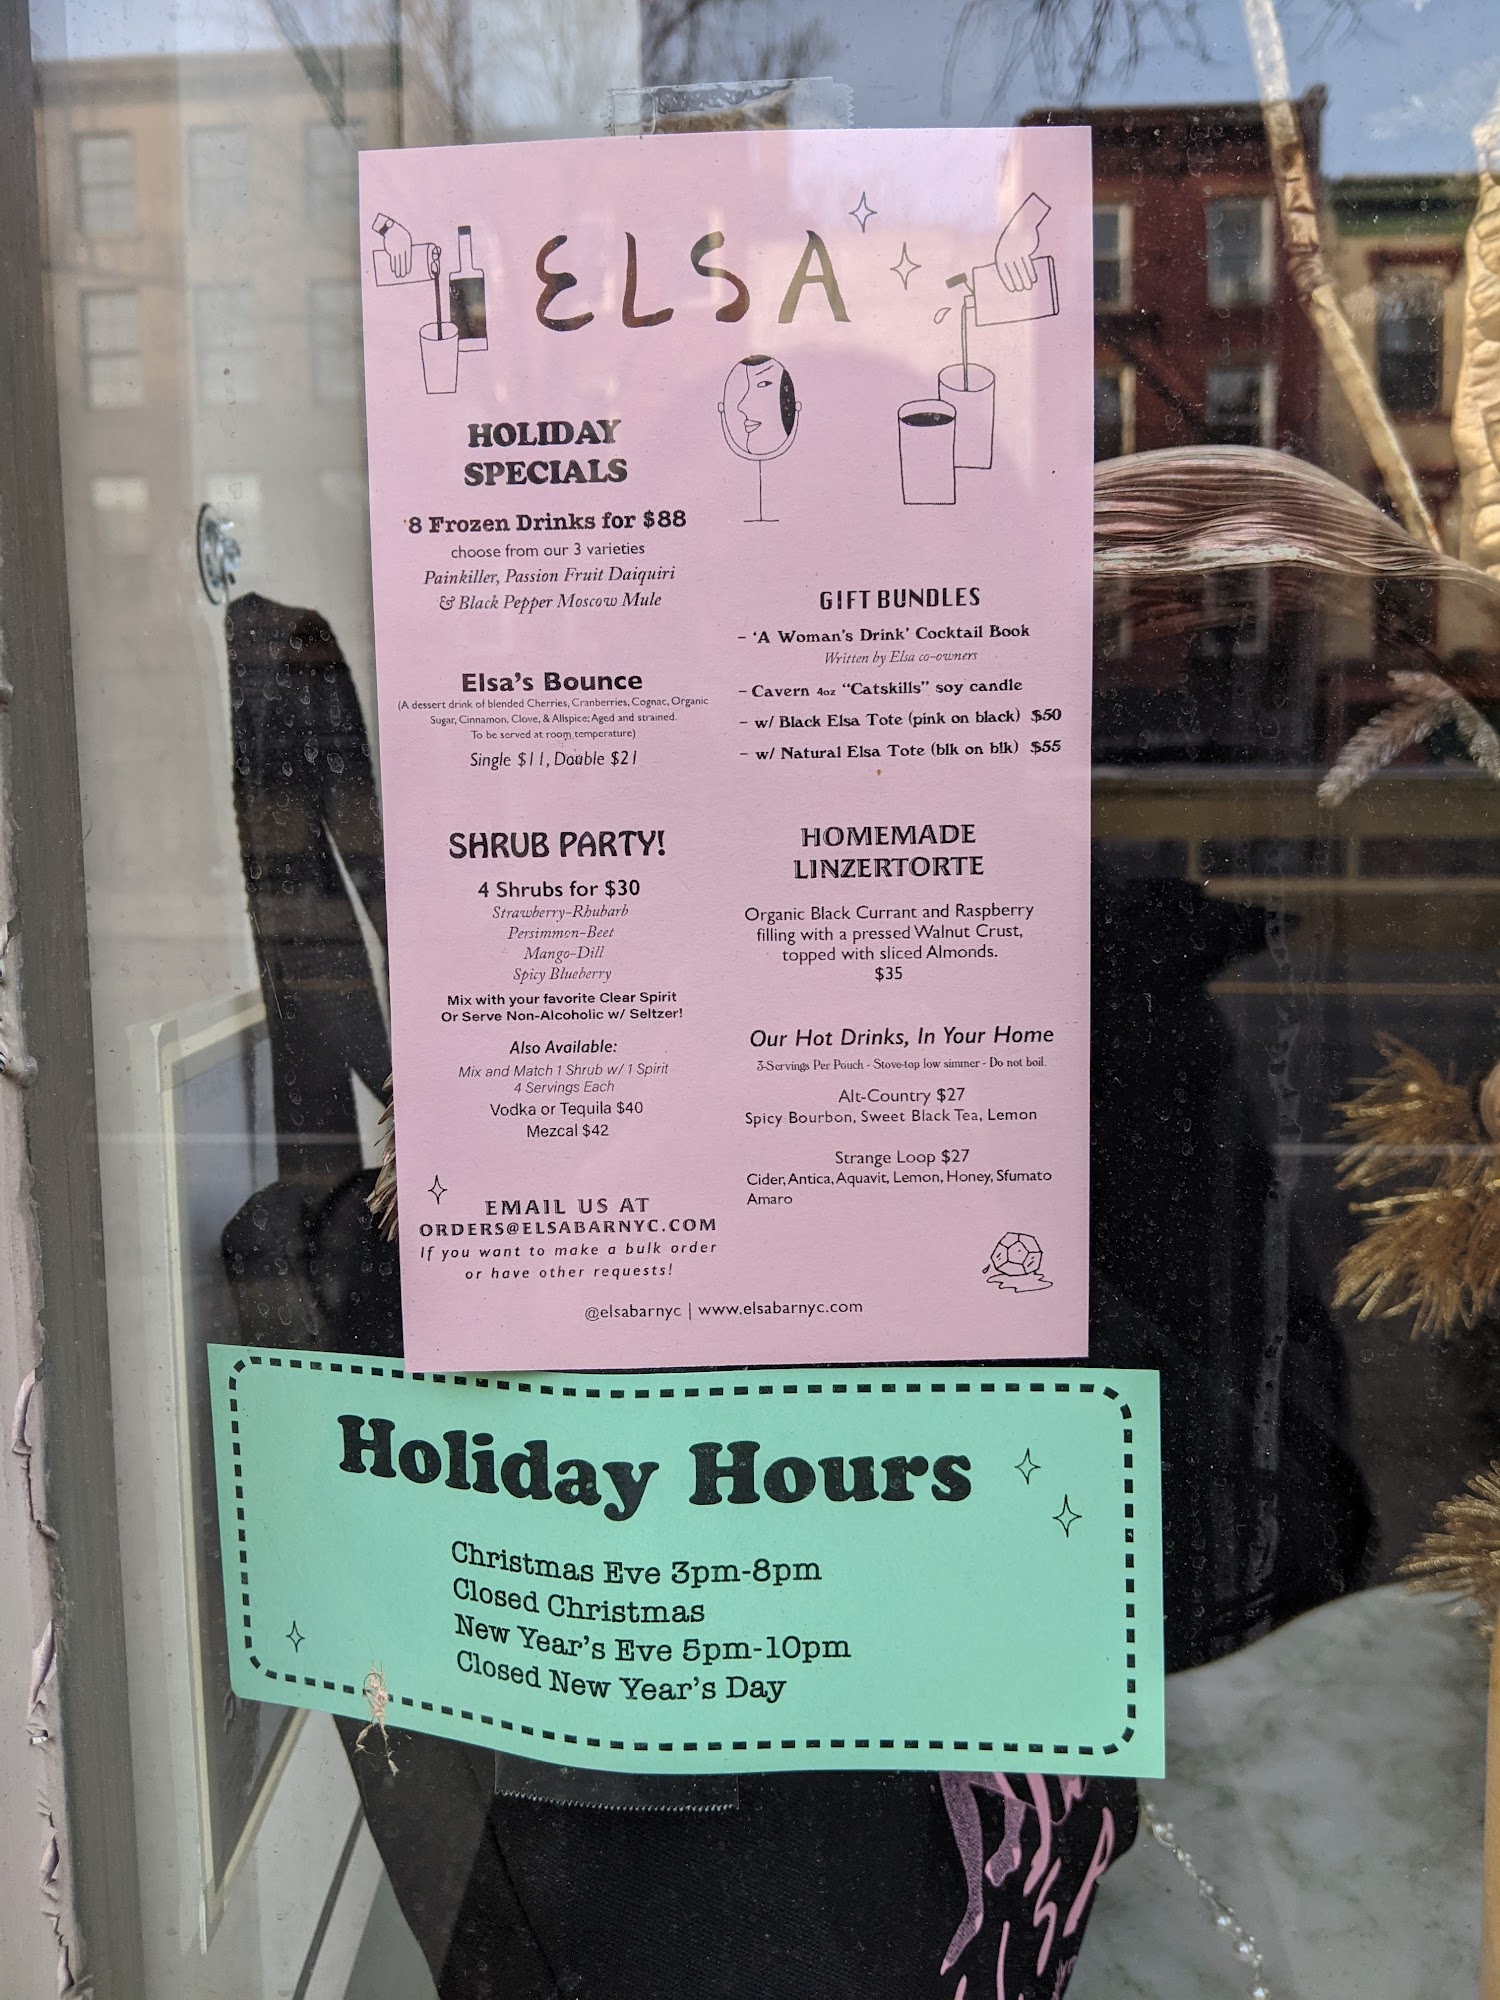 ELSA
HOLIDAY
SPECIALS
8 Frozen Drinks for $88
choose from our 3 varieties
Painkiller, Passion Fruit Daiquiri
& Black Pepper Moscow Mule
Elsa's Bounce
(A dessert drink of blended Cherries, Cranberries, Cognac, Organic
Sugar, Cinnamon, Clove, & Allspice; Aged and strained.
To be served at room temperature)
Single $11, Double $21
SHRUB PARTY!
4 Shrubs for $30
Strawberry-Rhubarb
Persimmon-Beet
Mango-Dill
Spicy Blueberry
Mix with your favorite Clear Spirit
Or Serve Non-Alcoholic w/ Seltzer!
Also Available:
Mix and Match 1 Shrub w/ 1 Spirit
4 Servings Each
Vodka or Tequila $40
Mezcal $42
EMAIL US AT
ORDERS@ELSABARNYC.COM
If you want to make a bulk order
or have other requests!
GIFT BUNDLES
- 'A Woman's Drink' Cocktail Book
Written by Elsa co-owners
- Cavern 4oz "Catskills" soy candle
- w/ Black Elsa Tote (pink on black) $50
- w/ Natural Elsa Tote (blk on blk) $55
HOMEMADE
LINZERTORTE
Organic Black Currant and Raspberry
filling with a pressed Walnut Crust,
topped with sliced Almonds.
$35
Our Hot Drinks, In Your Home
3-Servings Per Pouch - Stove-top low simmer - Do not boil.
Alt-Country $27
Spicy Bourbon, Sweet Black Tea, Lemon
Strange Loop $27
Cider, Antica, Aquavit, Lemon, Honey, Sfumato
Amaro
@elsabarnyc | www.elsabarnyc.com
Holiday Hours
Christmas Eve 3pm-8pm
Closed Christmas
New Year's Eve 5pm-10pm
Closed New Year's Day